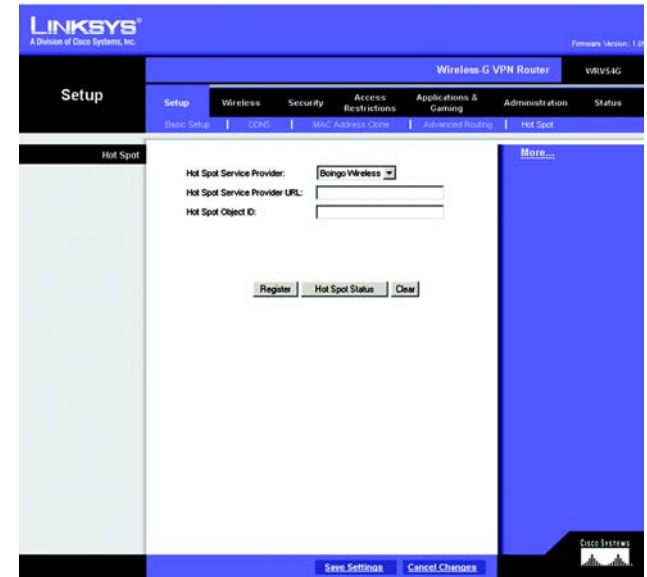 LINKSYS®
A Division of Cisco Systems, Inc.
Firmware Version: 1.0
Wireless-G VPN Router WRV54G
Setup
Setup Wireless Security Access Restrictions Applications & Gaming Administration Status
Basic Setup | DDNS | MAC Address Clone | Advanced Routing | Hot Spot
Hot Spot
More...
Hot Spot Service Provider: Boingo Wireless
Hot Spot Service Provider URL:
Hot Spot Object ID:
Register Hot Spot Status Clear
CISCO SYSTEMS
Save Settings Cancel Changes